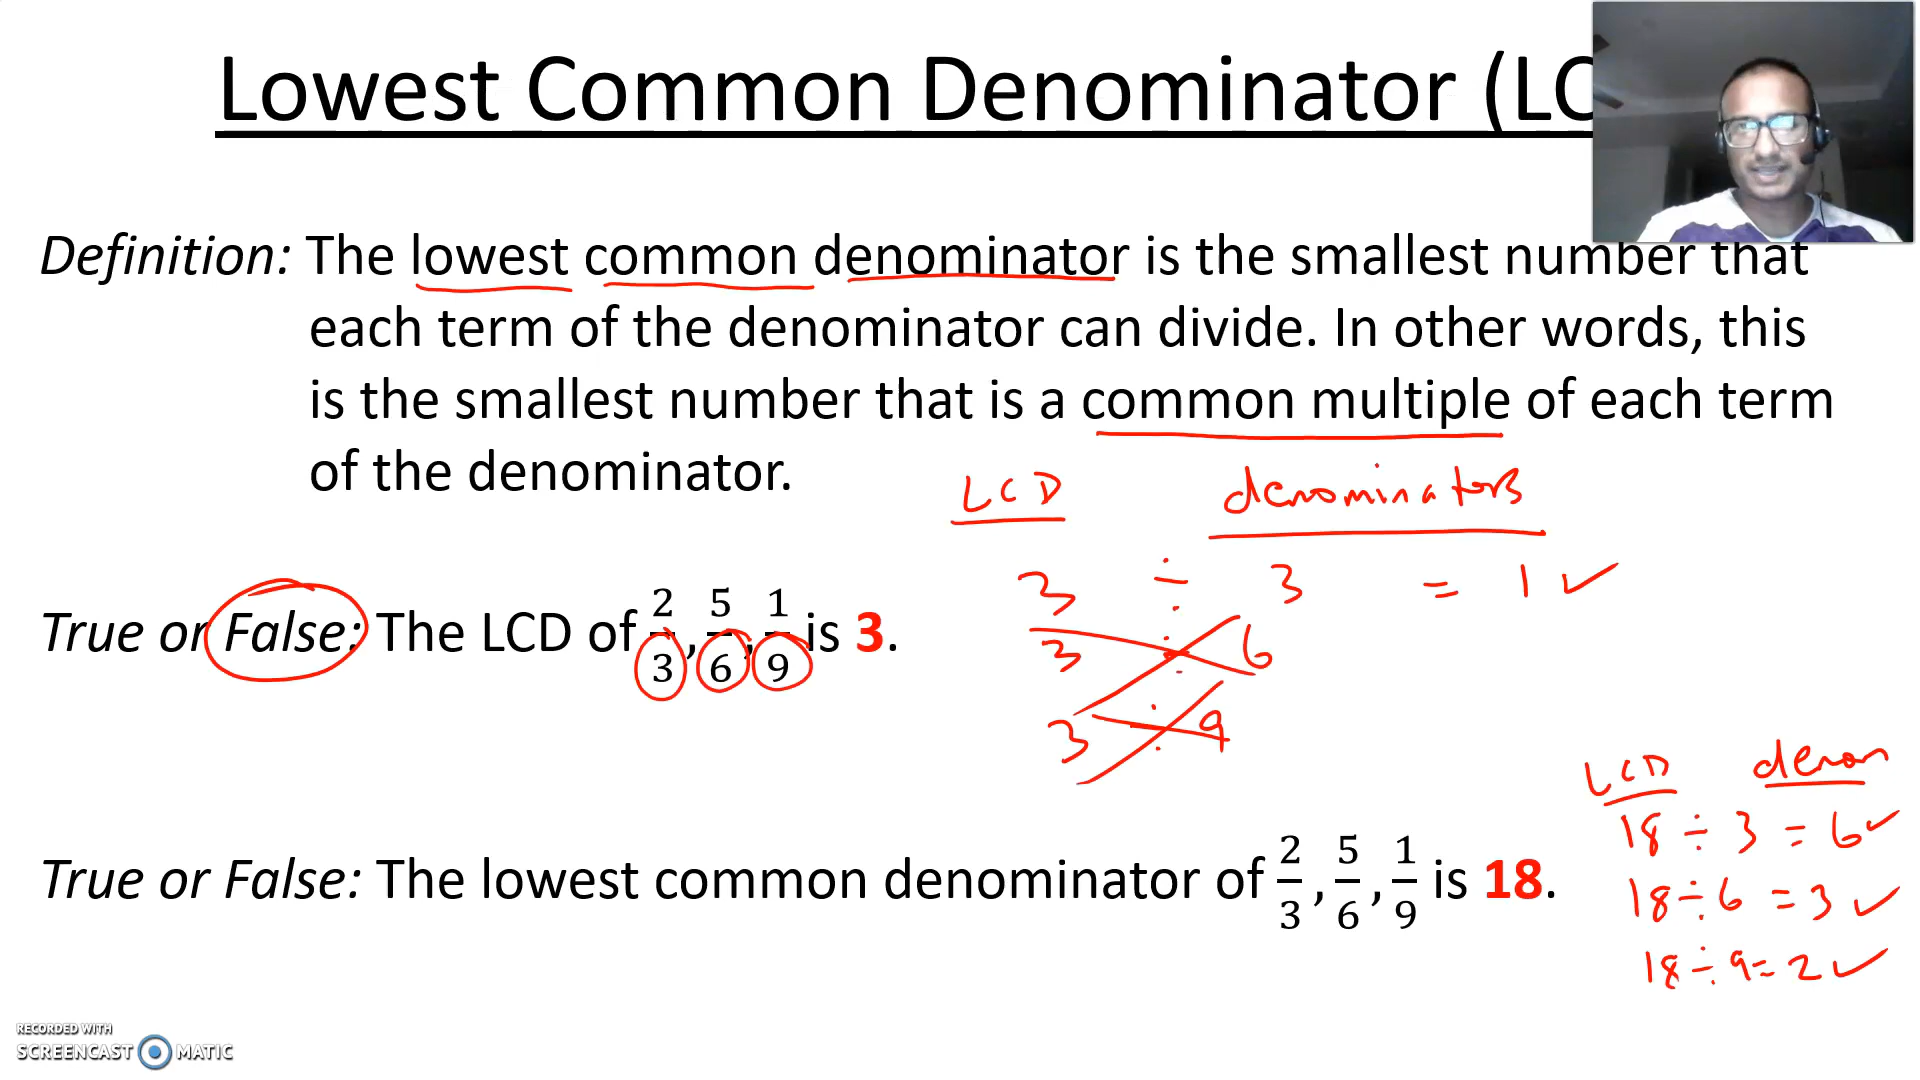 Lowest Common Denominator (LC
Definition: The lowest common denominator is the smallest number that
each term of the denominator can divide. In other words, this
is the smallest number that is a common multiple of each term
of the denominator.
LCD denominators
3 ÷ 3 = 1 ✓
True or False: The LCD of 2/3, 5/6, 1/9 is 3.
3 ÷ 6
3 ÷ 9
LCD denom
18 ÷ 3 = 6 ✓
True or False: The lowest common denominator of 2/3, 5/6, 1/9 is 18.
18 ÷ 6 = 3 ✓
18 ÷ 9 = 2 ✓
RECORDED WITH
SCREENCAST MATIC